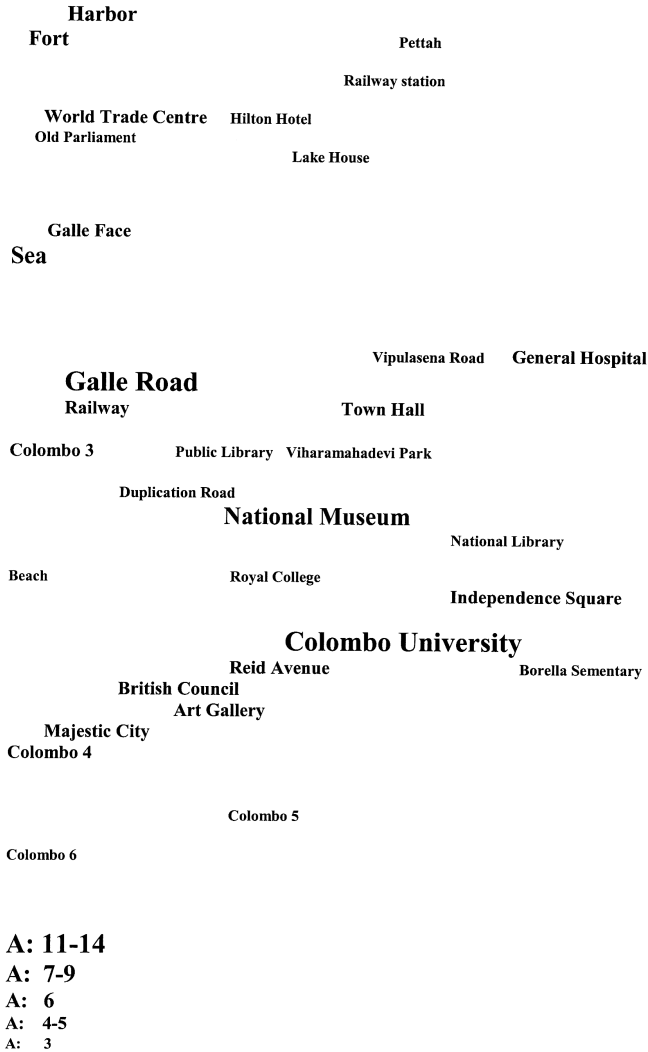 Harbor
Fort
Pettah
Railway station
World Trade Centre Hilton Hotel
Old Parliament
Lake House
Galle Face
Sea
Vipulasena Road General Hospital
Galle Road
Railway Town Hall
Colombo 3 Public Library Viharamahadevi Park
Duplication Road
National Museum
National Library
Beach Royal College
Independence Square
Colombo University
Reid Avenue Borella Sementary
British Council
Art Gallery
Majestic City
Colombo 4
Colombo 5
Colombo 6
A: 11-14
A: 7-9
A: 6
A: 4-5
A: 3